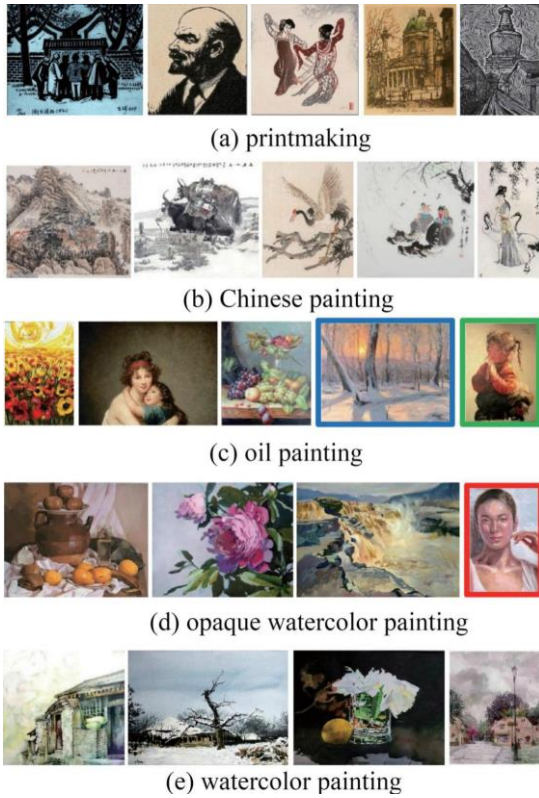 (a) printmaking
(b) Chinese painting
(c) oil painting
(d) opaque watercolor painting
(e) watercolor painting